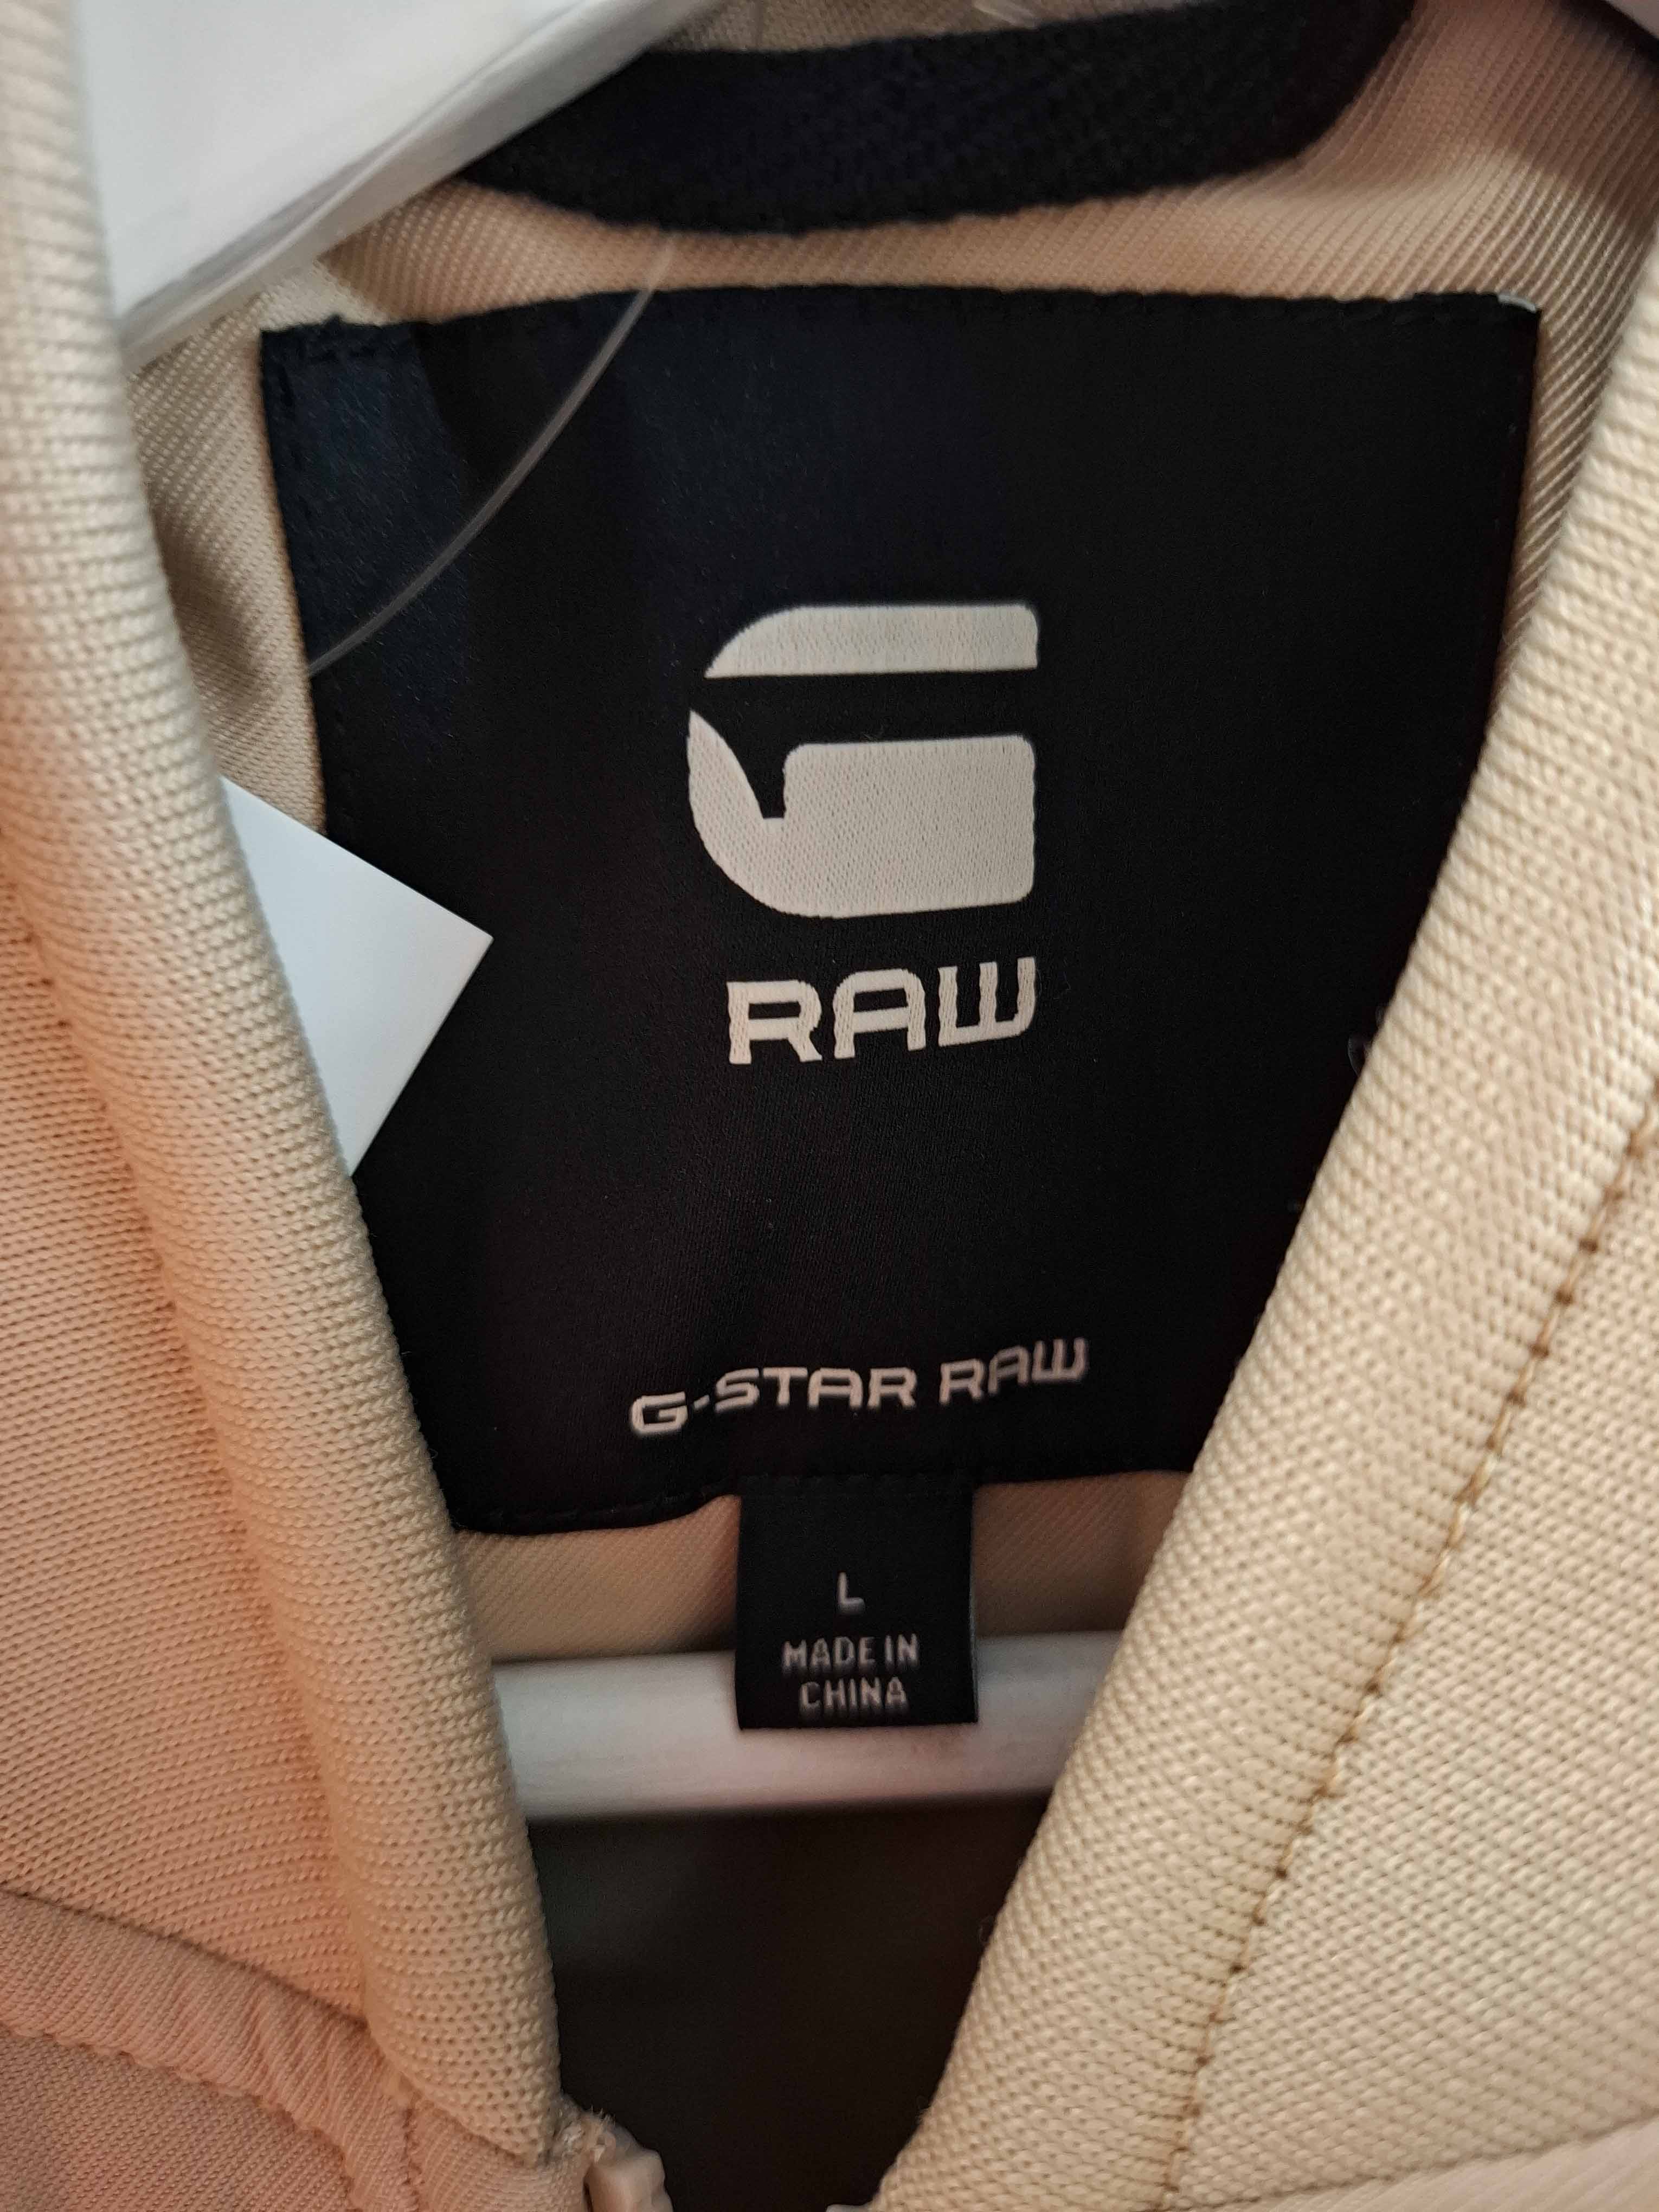 G
RAW
G-STAR RAW
L
MADE IN
CHINA